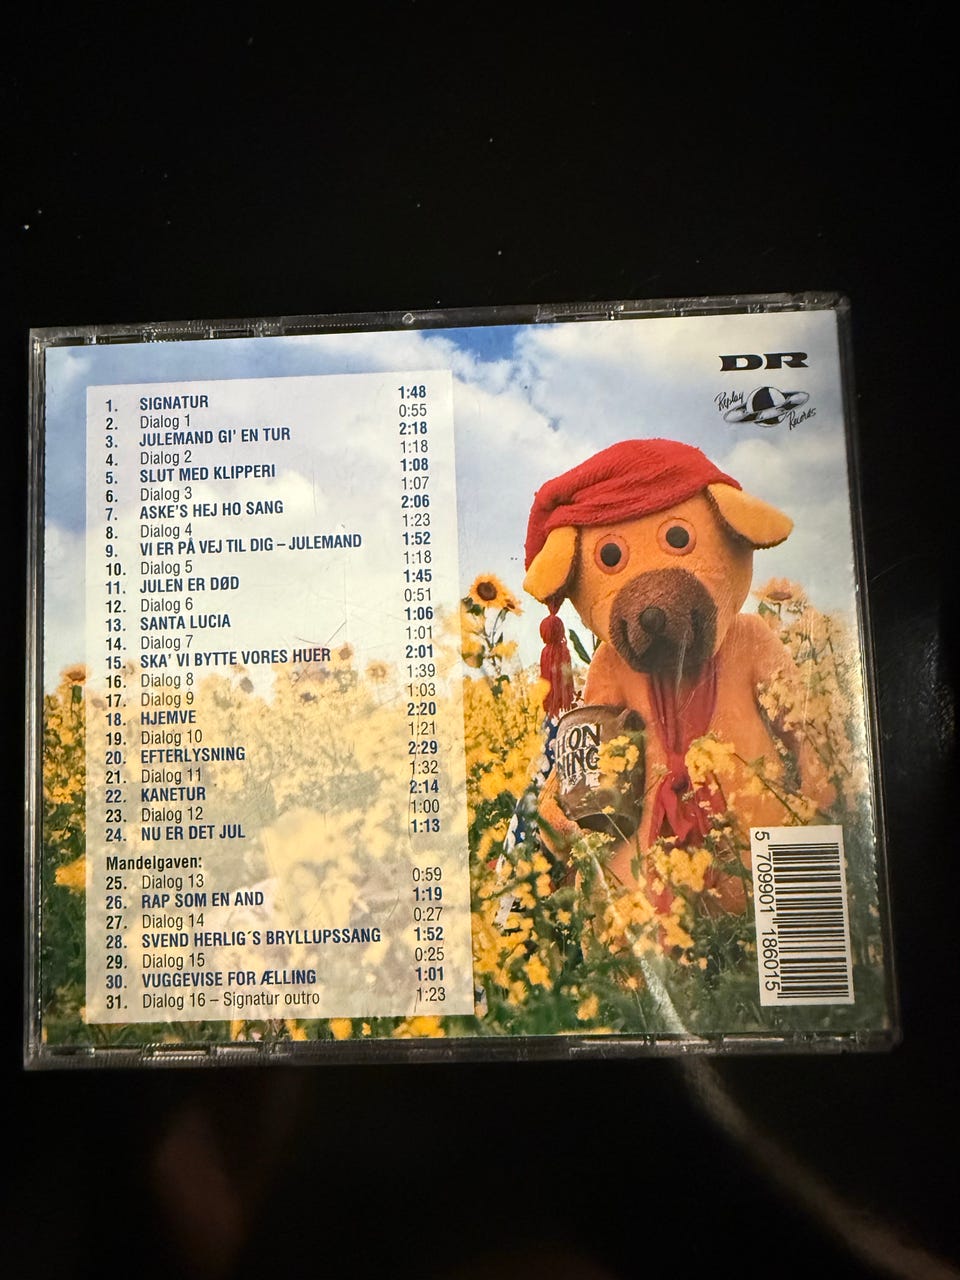 DR
Replay Records
1. SIGNATUR 1:48
2. Dialog 1 0:55
3. JULEMAND GI' EN TUR 2:18
4. Dialog 2 1:18
5. SLUT MED KLIPPERI 1:08
6. Dialog 3 1:07
7. ASKE'S HEJ HO SANG 2:06
8. Dialog 4 1:23
9. VI ER PÅ VEJ TIL DIG – JULEMAND 1:52
10. Dialog 5 1:18
11. JULEN ER DØD 1:45
12. Dialog 6 0:51
13. SANTA LUCIA 1:06
14. Dialog 7 1:01
15. SKA' VI BYTTE VORES HUER 2:01
16. Dialog 8 1:39
17. Dialog 9 1:03
18. HJEMVE 2:20
19. Dialog 10 1:21
20. EFTERLYSNING 2:29
21. Dialog 11 1:32
22. KANETUR 2:14
23. Dialog 12 1:00
24. NU ER DET JUL 1:13
Mandelgaven:
25. Dialog 13 0:59
26. RAP SOM EN AND 1:19
27. Dialog 14 0:27
28. SVEND HERLIG´S BRYLLUPSSANG 1:52
29. Dialog 15 0:25
30. VUGGEVISE FOR ÆLLING 1:01
31. Dialog 16 – Signatur outro 1:23
HON
NING
5 709901 186015